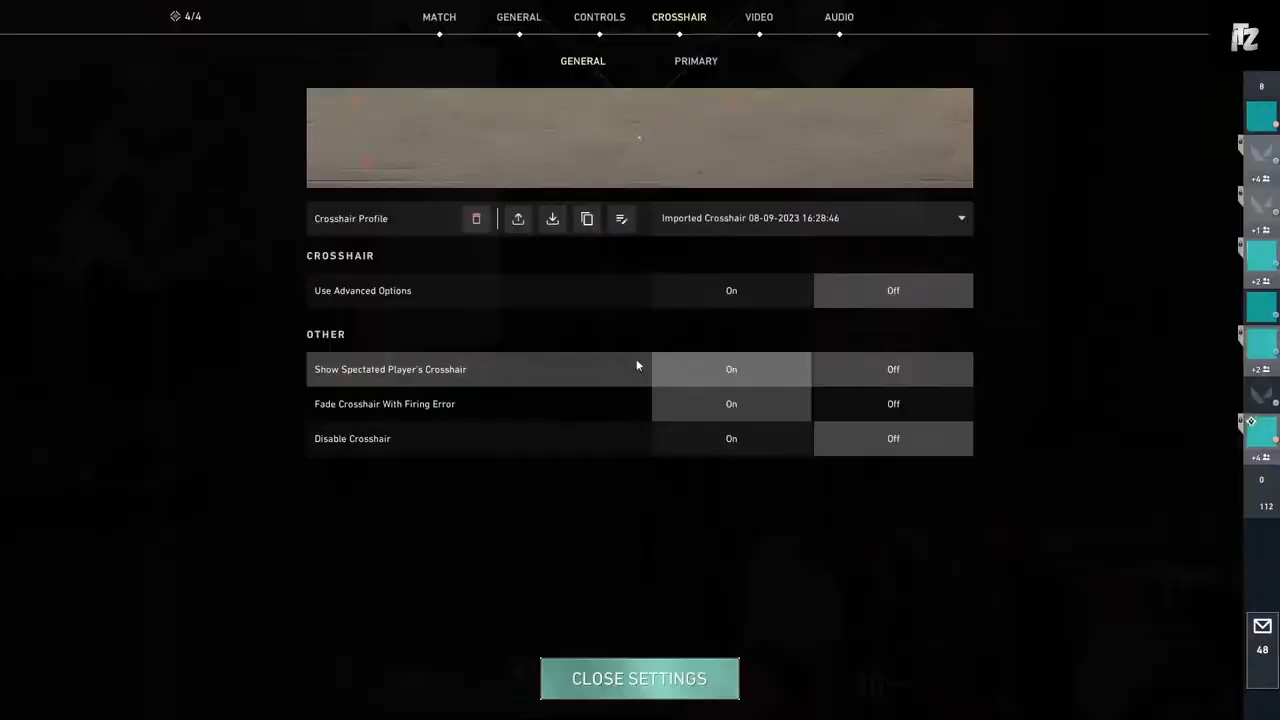 4/4
MATCH GENERAL CONTROLS CROSSHAIR VIDEO AUDIO
TZ
GENERAL PRIMARY
8
+4
Crosshair Profile Imported Crosshair 08-09-2023 16:28:46
+1
CROSSHAIR
+2
Use Advanced Options On Off
OTHER
+2
Show Spectated Player's Crosshair On Off
Fade Crosshair With Firing Error On Off
Disable Crosshair On Off
+4
0
112
48
CLOSE SETTINGS